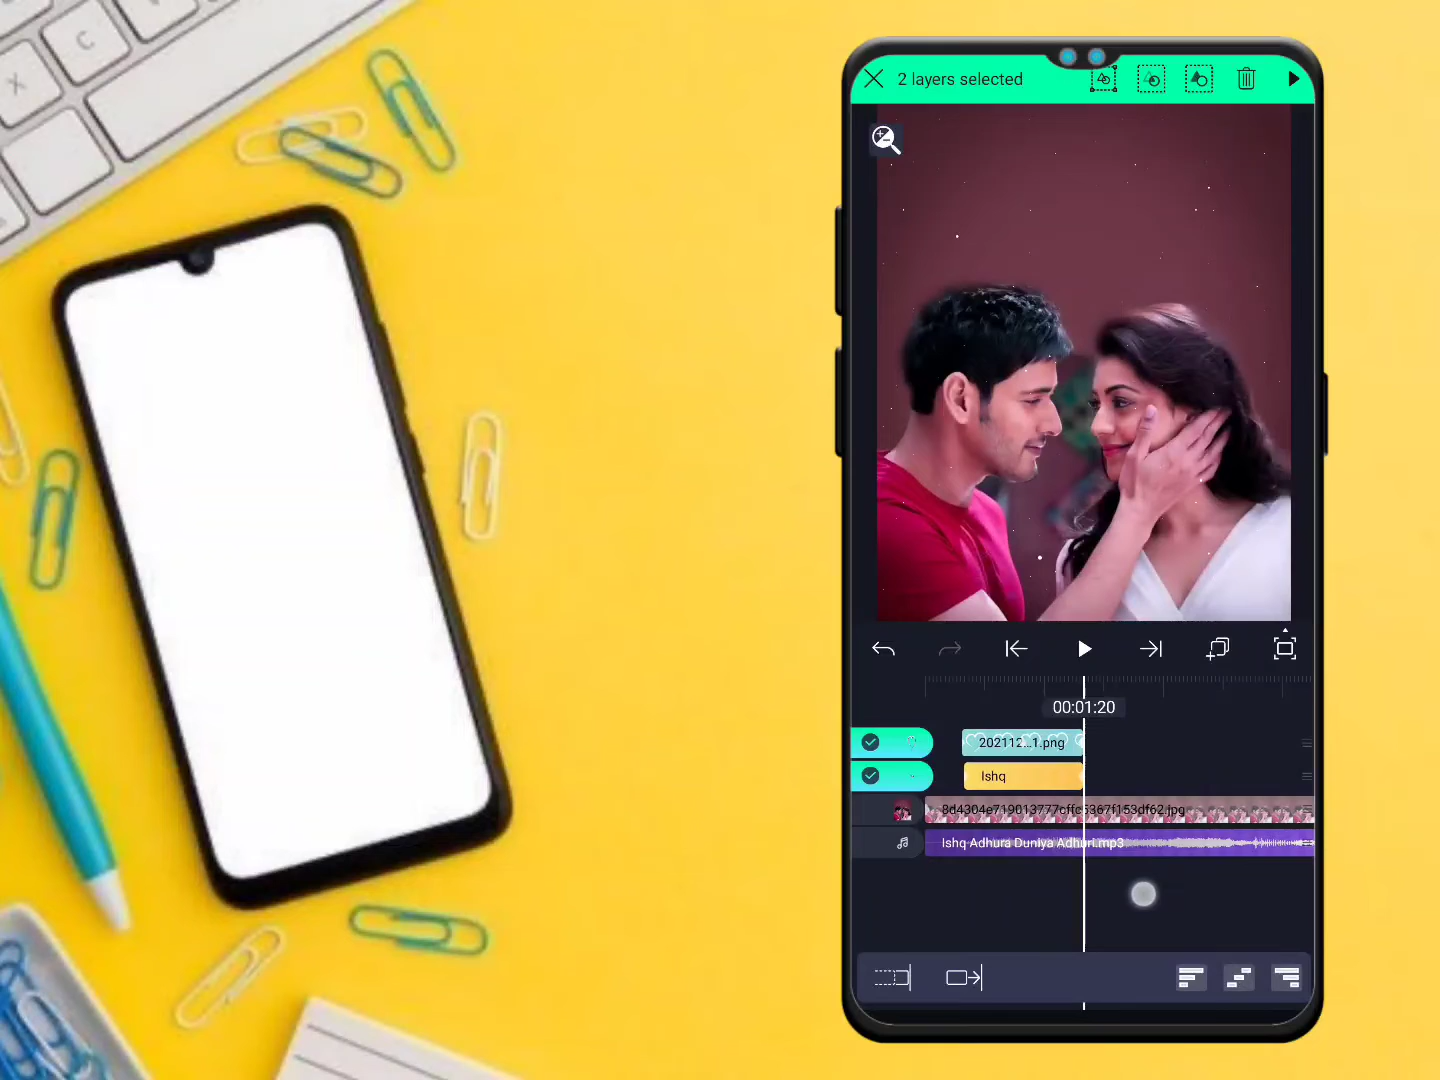 C
X
2 layers selected
00:01:20
202112...1.png
Ishq
8d4304e719013777cffc5367f153df62.jpg
Ishq Adhura Duniya Adhuri.mp3